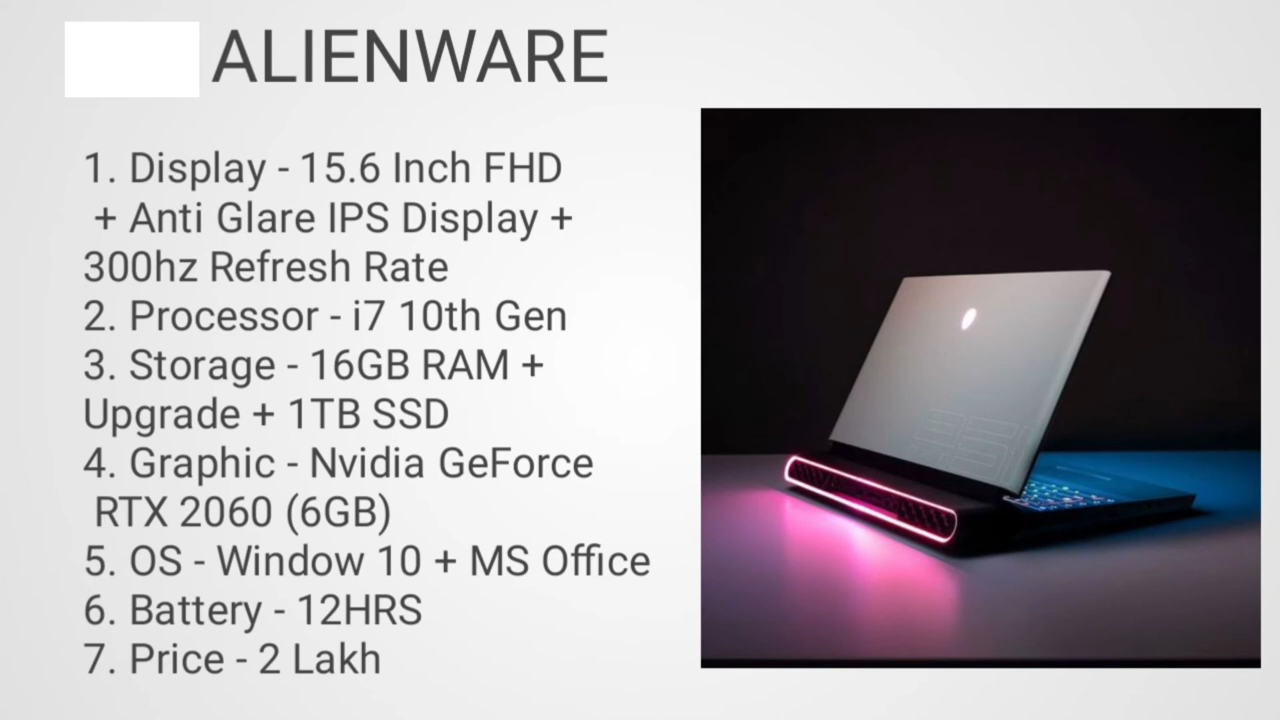 ALIENWARE
1. Display - 15.6 Inch FHD
+ Anti Glare IPS Display +
300hz Refresh Rate
2. Processor - i7 10th Gen
3. Storage - 16GB RAM +
Upgrade + 1TB SSD
4. Graphic - Nvidia GeForce
RTX 2060 (6GB)
5. OS - Window 10 + MS Office
6. Battery - 12HRS
7. Price - 2 Lakh